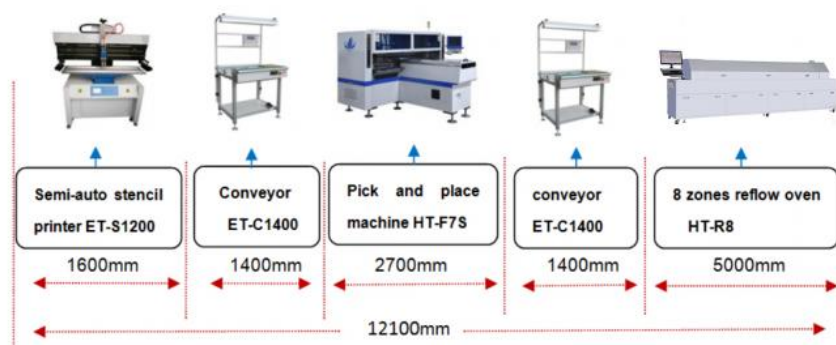 Semi-auto stencil
printer ET-S1200
Conveyor
ET-C1400
Pick and place
machine HT-F7S
conveyor
ET-C1400
8 zones reflow oven
HT-R8
1600mm
1400mm
2700mm
1400mm
5000mm
12100mm